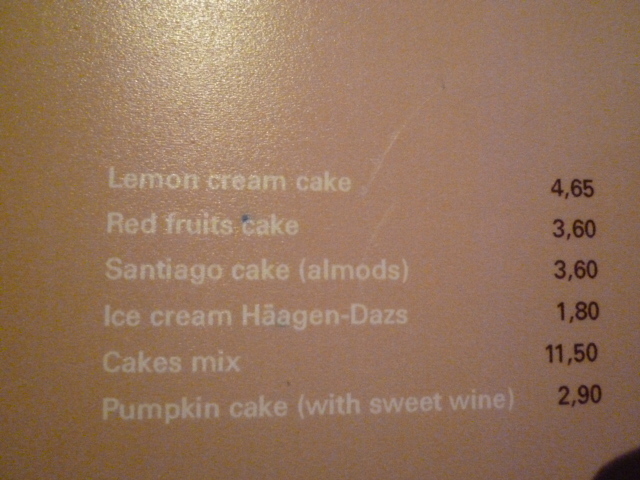 Lemon cream cake 4,65
Red fruits cake 3,60
Santiago cake (almods) 3,60
Ice cream Häagen-Dazs 1,80
Cakes mix 11,50
Pumpkin cake (with sweet wine) 2,90